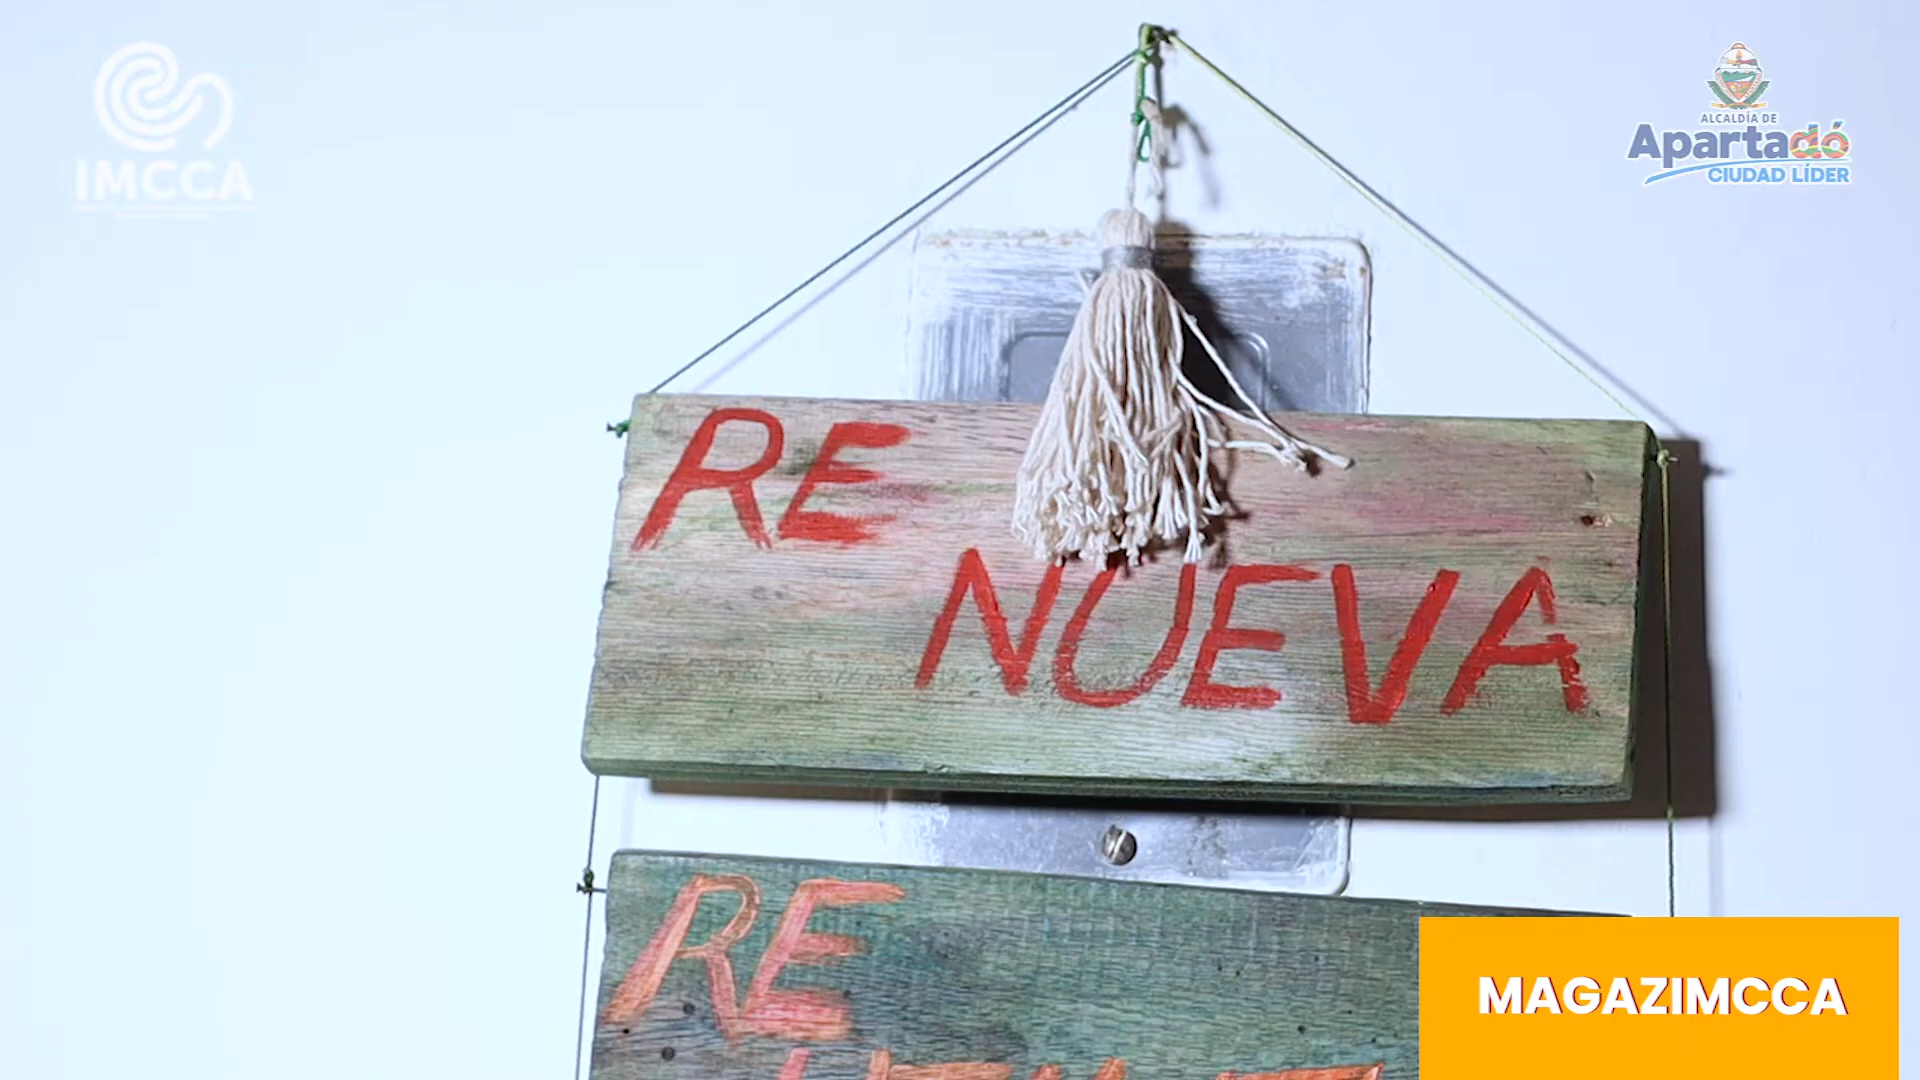 IMCCA
ALCALDÍA DE
Apartadó
CIUDAD LÍDER
RE
NUEVA
RE
MAGAZIMCCA